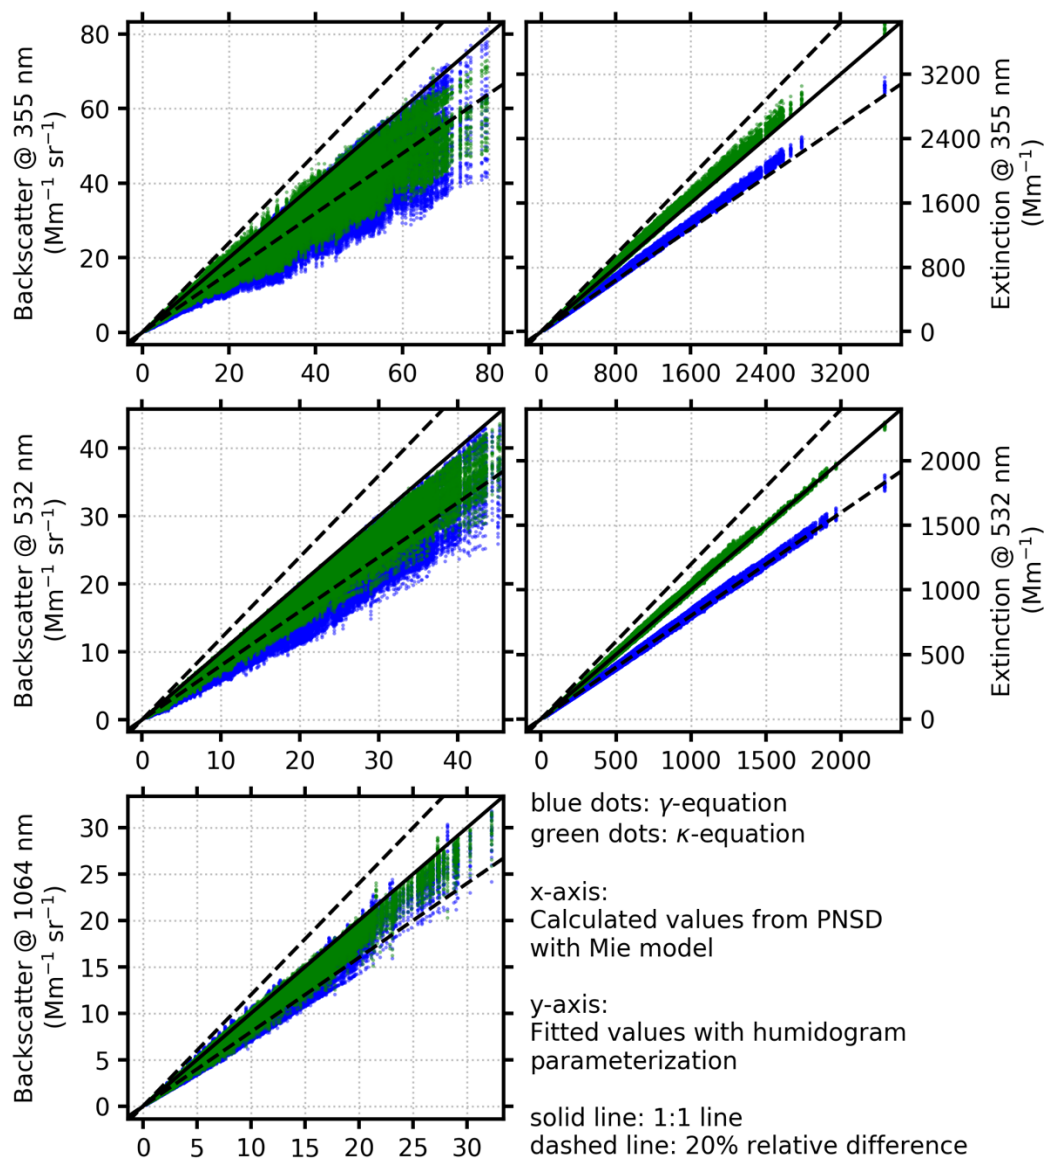 80
60
40
20
0
Backscatter @ 355 nm
(Mm⁻¹ sr⁻¹)
0 20 40 60 80
3200
2400
1600
800
0
Extinction @ 355 nm
(Mm⁻¹)
0 800 1600 2400 3200
40
30
20
10
0
Backscatter @ 532 nm
(Mm⁻¹ sr⁻¹)
0 10 20 30 40
2000
1500
1000
500
0
Extinction @ 532 nm
(Mm⁻¹)
0 500 1000 1500 2000
30
25
20
15
10
5
0
Backscatter @ 1064 nm
(Mm⁻¹ sr⁻¹)
0 5 10 15 20 25 30
blue dots: γ-equation
green dots: κ-equation
x-axis:
Calculated values from PNSD
with Mie model
y-axis:
Fitted values with humidogram
parameterization
solid line: 1:1 line
dashed line: 20% relative difference